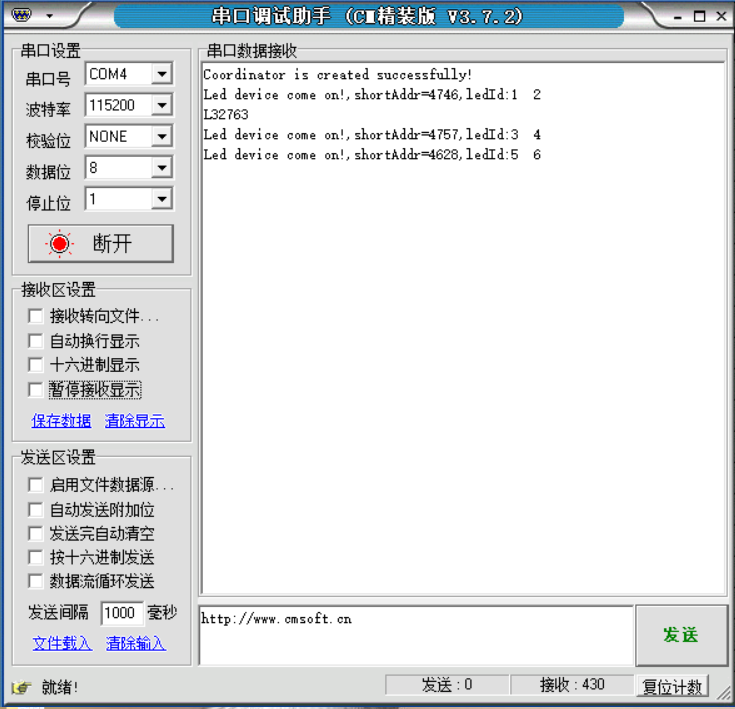 串口调试助手 (CM精装版 V3.7.2)
串口设置
串口号 COM4
波特率 115200
校验位 NONE
数据位 8
停止位 1
断开
接收区设置
接收转向文件...
自动换行显示
十六进制显示
暂停接收显示
保存数据 清除显示
发送区设置
启用文件数据源...
自动发送附加位
发送完自动清空
按十六进制发送
数据流循环发送
发送间隔 1000 毫秒
文件载入 清除输入
串口数据接收
Coordinator is created successfully!
Led device come on!,shortAddr=4746,ledId:1 2
L32763
Led device come on!,shortAddr=4757,ledId:3 4
Led device come on!,shortAddr=4628,ledId:5 6
http://www.cmsoft.cn
发送
就绪!
发送 : 0
接收 : 430
复位计数